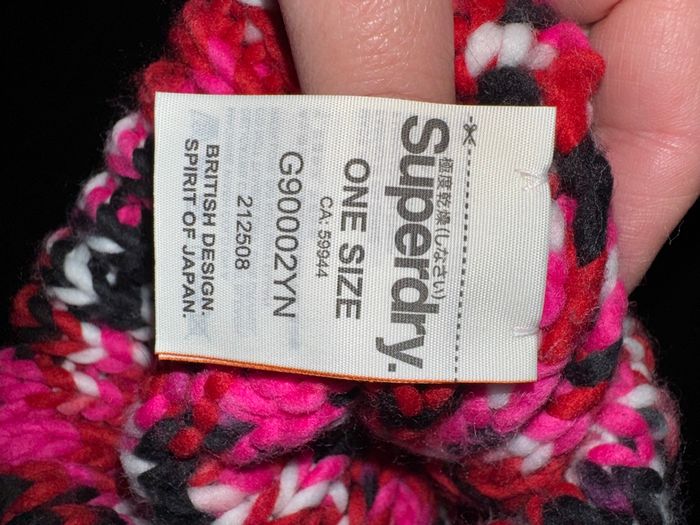 極度乾燥(しなさい)
Superdry.
ONE SIZE
CA: 59944
G90002YN
212508
BRITISH DESIGN.
SPIRIT OF JAPAN.